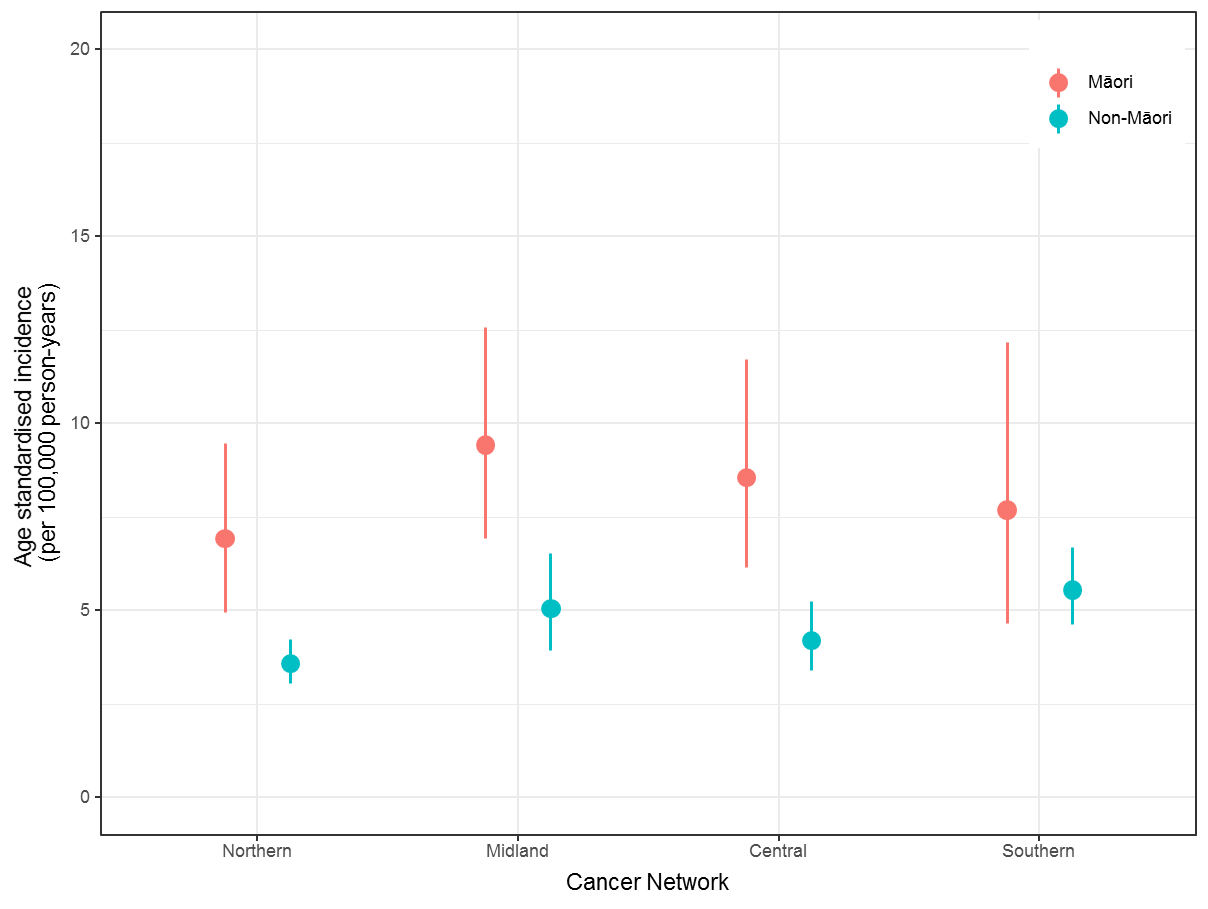 Age standardised incidence
(per 100,000 person-years)
20
15
10
5
0
Māori
Non-Māori
Northern
Midland
Central
Southern
Cancer Network